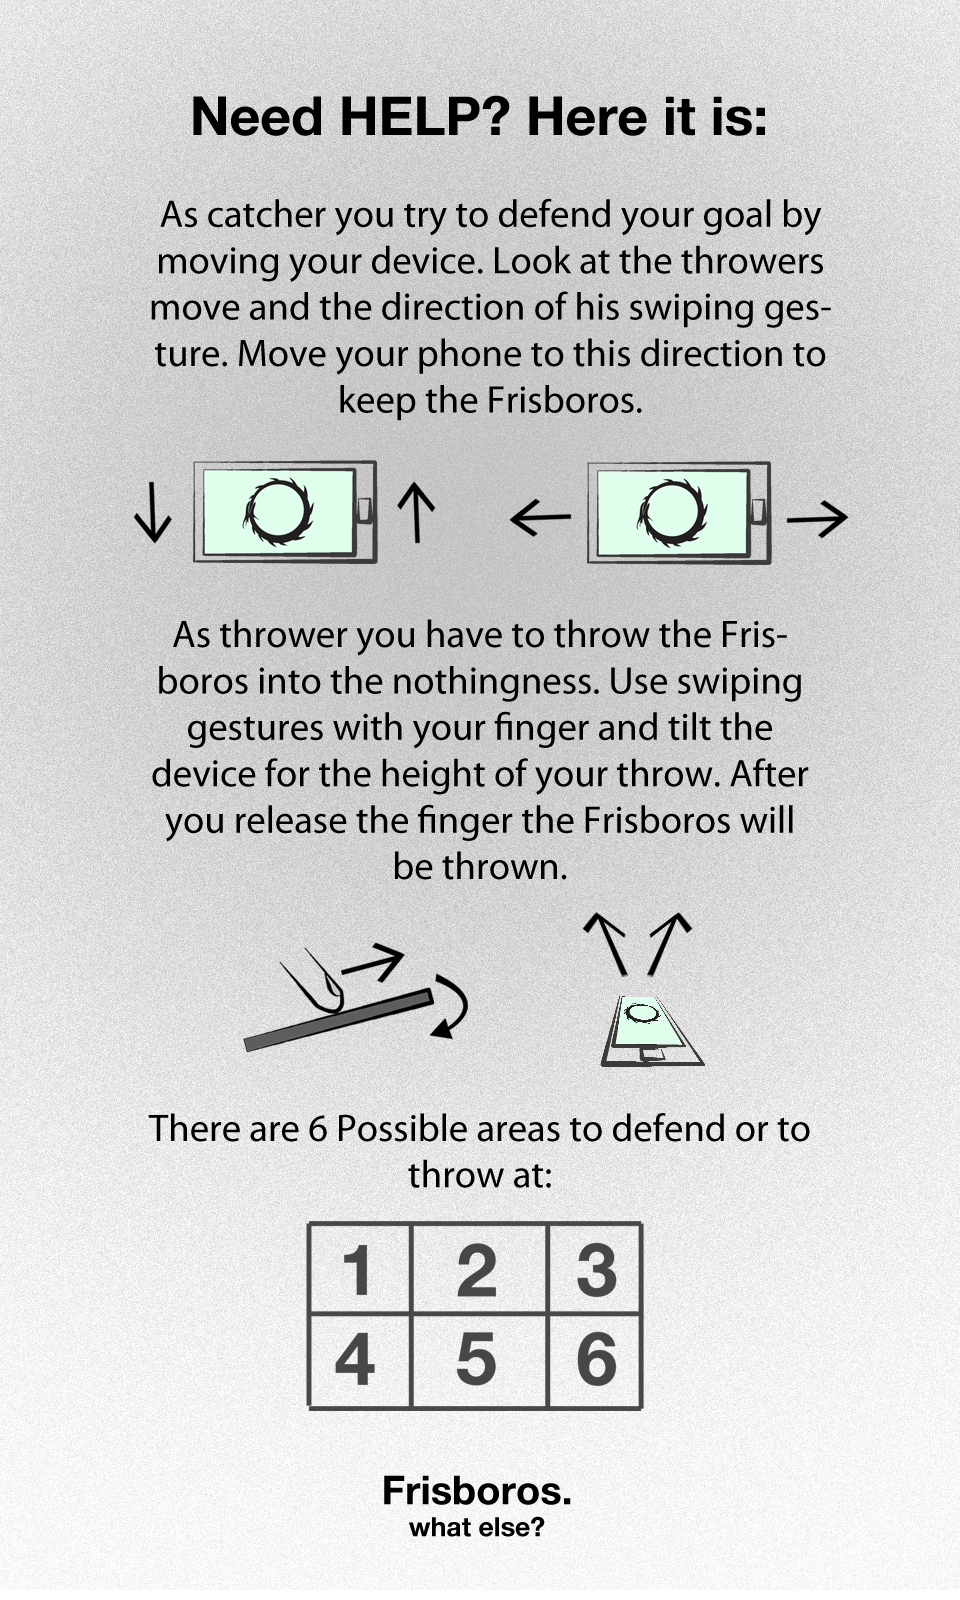 Need HELP? Here it is:
As catcher you try to defend your goal by
moving your device. Look at the throwers
move and the direction of his swiping ges-
ture. Move your phone to this direction to
keep the Frisboros.
As thrower you have to throw the Fris-
boros into the nothingness. Use swiping
gestures with your finger and tilt the
device for the height of your throw. After
you release the finger the Frisboros will
be thrown.
There are 6 Possible areas to defend or to
throw at:
1 2 3
4 5 6
Frisboros.
what else?